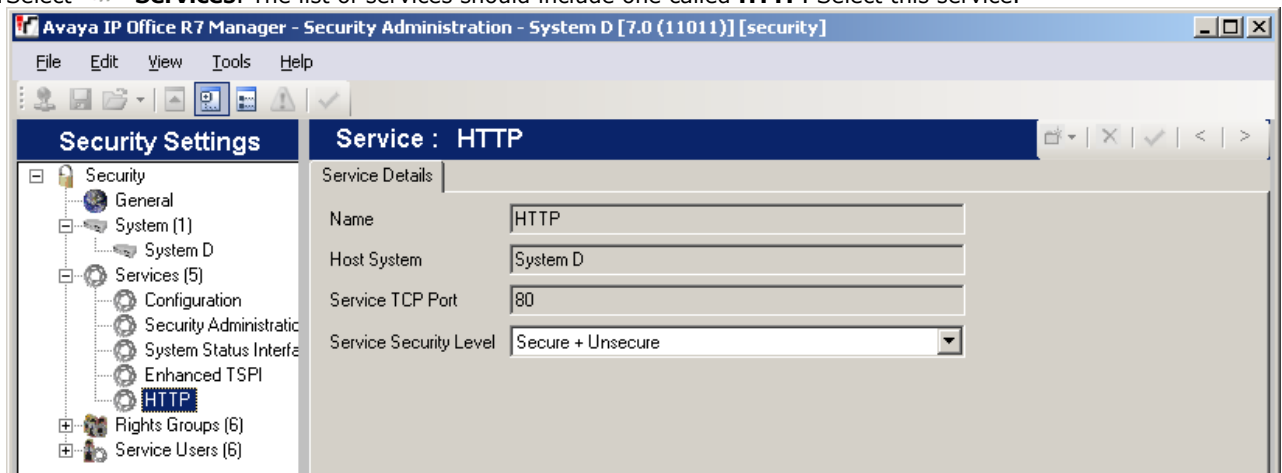 Select Services. The list of services should include one called HTTP. Select this service.
Avaya IP Office R7 Manager - Security Administration - System D [7.0 (11011)] [security]
File Edit View Tools Help
Security Settings
Service : HTTP
< >
Security
General
System (1)
System D
Services (5)
Configuration
Security Administratio
System Status Interfa
Enhanced TSPI
HTTP
Rights Groups (6)
Service Users (6)
Service Details
Name HTTP
Host System System D
Service TCP Port 80
Service Security Level Secure + Unsecure